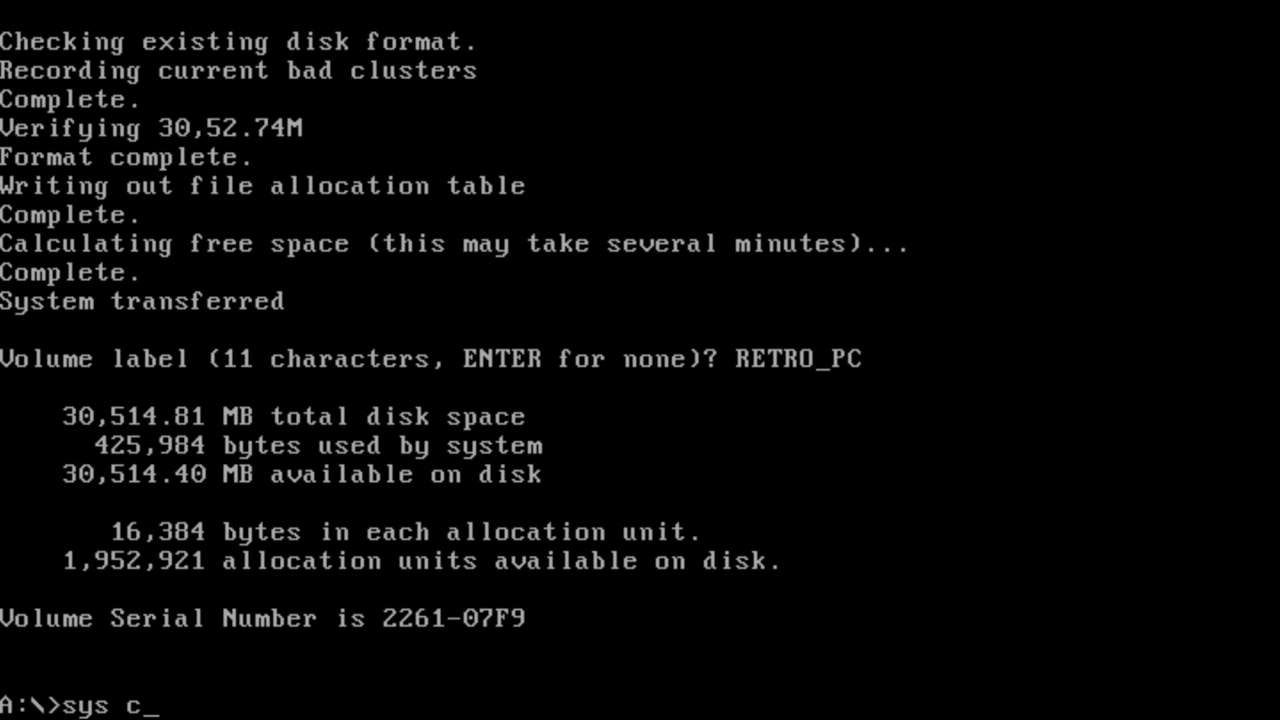 Checking existing disk format.
Recording current bad clusters
Complete.
Verifying 30,52.74M
Format complete.
Writing out file allocation table
Complete.
Calculating free space (this may take several minutes)...
Complete.
System transferred
Volume label (11 characters, ENTER for none)? RETRO_PC
30,514.81 MB total disk space
425,984 bytes used by system
30,514.40 MB available on disk
16,384 bytes in each allocation unit.
1,952,921 allocation units available on disk.
Volume Serial Number is 2261-07F9
A:\>sys c_